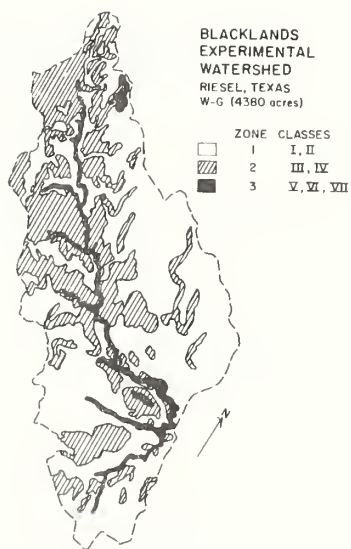 BLACKLANDS
EXPERIMENTAL
WATERSHED
RIESEL, TEXAS
W-G (4380 acres)
ZONE CLASSES
1 I, II
2 III, IV
3 V, VI, VII
N